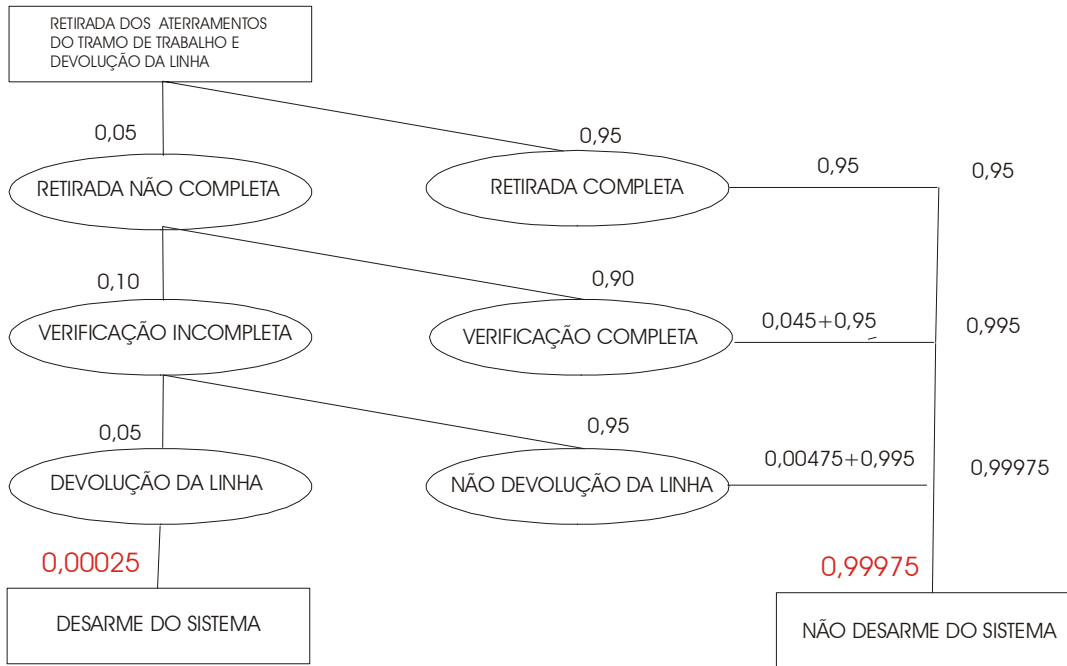 RETIRADA DOS ATERRAMENTOS
DO TRAMO DE TRABALHO E
DEVOLUÇÃO DA LINHA
0,05
0,95
0,95
0,95
RETIRADA NÃO COMPLETA
RETIRADA COMPLETA
0,10
0,90
VERIFICAÇÃO INCOMPLETA
VERIFICAÇÃO COMPLETA
0,045+0,95
0,995
0,05
0,95
DEVOLUÇÃO DA LINHA
NÃO DEVOLUÇÃO DA LINHA
0,00475+0,995
0,99975
0,00025
0,99975
DESARME DO SISTEMA
NÃO DESARME DO SISTEMA